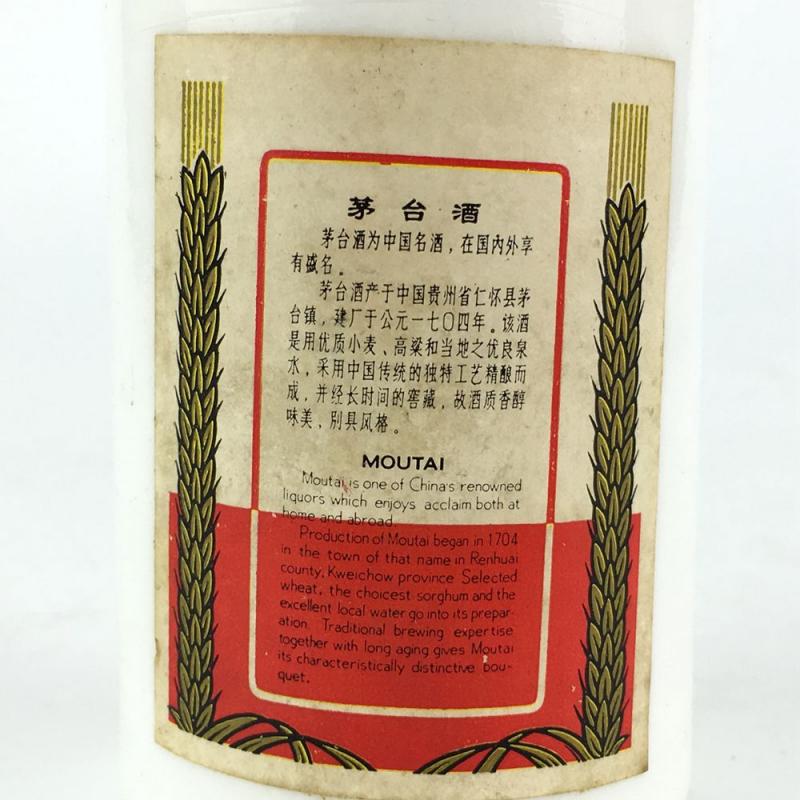 茅台酒
茅台酒为中国名酒，在国内外享
有盛名。
茅台酒产于中国贵州省仁怀县茅
台镇，建厂于公元一七〇四年。该酒
是用优质小麦、高粱和当地之优良泉
水，采用中国传统的独特工艺精酿而
成，并经长时间的窖藏，故酒质香醇
味美，别具风格。
MOUTAI
Moutai is one of China's renowned
liquors which enjoys acclaim both at
home and abroad.
Production of Moutai began in 1704
in the town of that name in Renhuai
county, Kweichow province Selected
wheat, the choicest sorghum and the
excellent local water go into its prepar-
ation. Traditional brewing expertise
together with long aging gives Moutai
its characteristically distinctive bou-
quet.